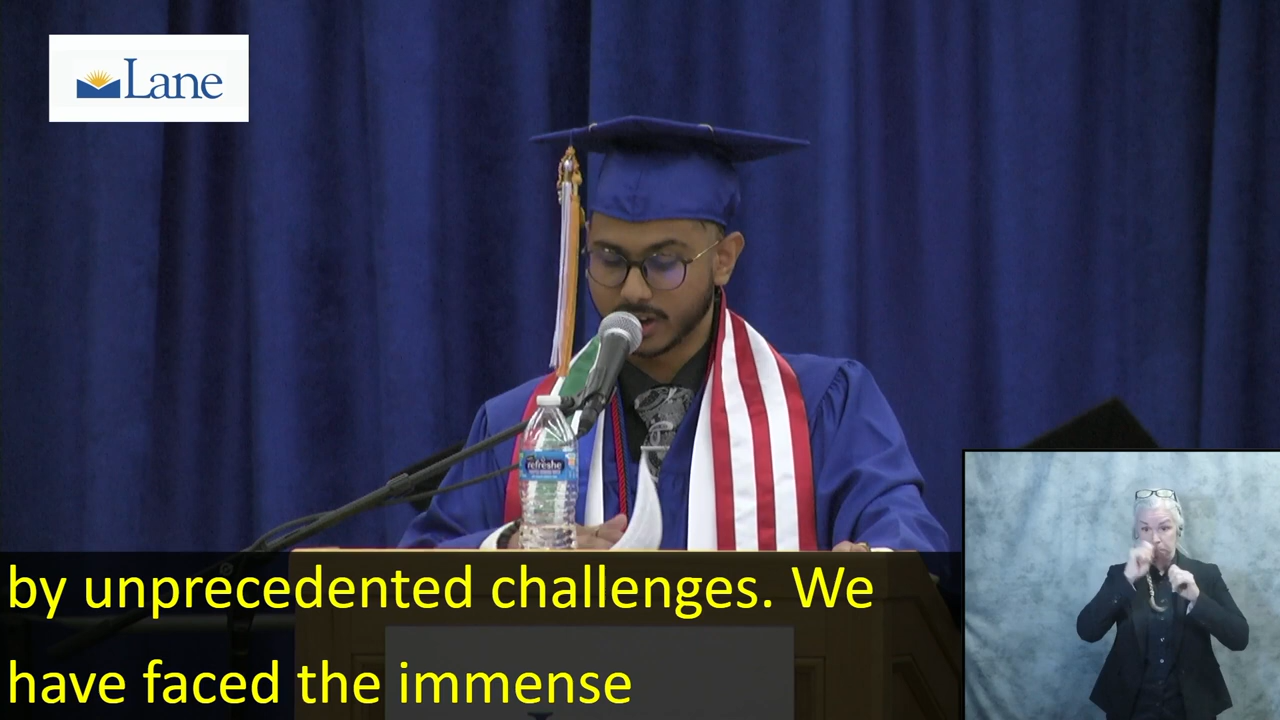 Lane
refreshe
by unprecedented challenges. We
have faced the immense